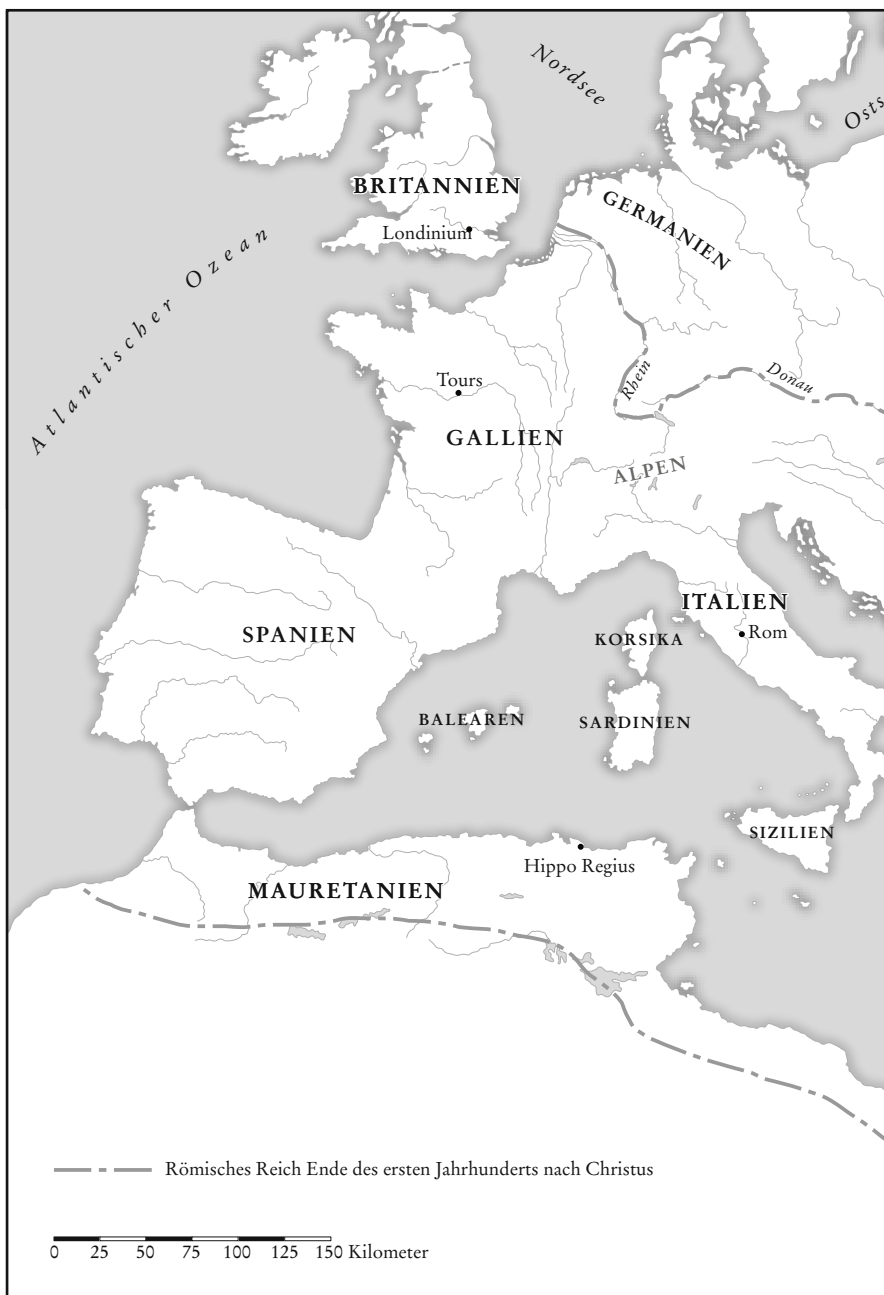 Nordsee
Osts
BRITANNIEN
GERMANIEN
Londinium
Atlantischer Ozean
Rhein
Donau
Tours
GALLIEN
ALPEN
ITALIEN
SPANIEN
KORSIKA
Rom
BALEAREN
SARDINIEN
SIZILIEN
Hippo Regius
MAURETANIEN
Römisches Reich Ende des ersten Jahrhunderts nach Christus
0 25 50 75 100 125 150 Kilometer